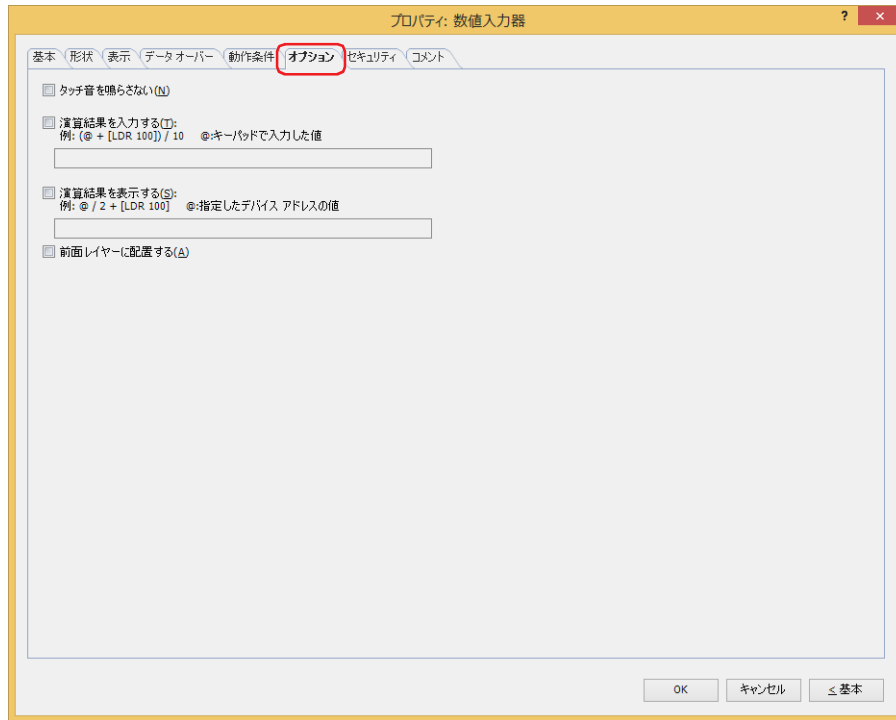 プロパティ: 数値入力器
? ×
基本 形状 表示 データ オーバー 動作条件 オプション セキュリティ コメント
タッチ音を鳴らさない(N)
演算結果を入力する(T):
例: (@ + [LDR 100]) / 10 @:キーパッドで入力した値
演算結果を表示する(S):
例: @ / 2 + [LDR 100] @:指定したデバイス アドレスの値
前面レイヤーに配置する(A)
OK キャンセル < 基本